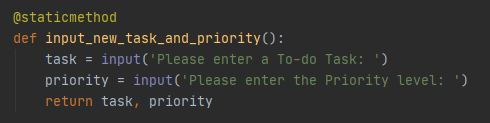 @staticmethod
def input_new_task_and_priority():
    task = input('Please enter a To-do Task: ')
    priority = input('Please enter the Priority level: ')
    return task, priority